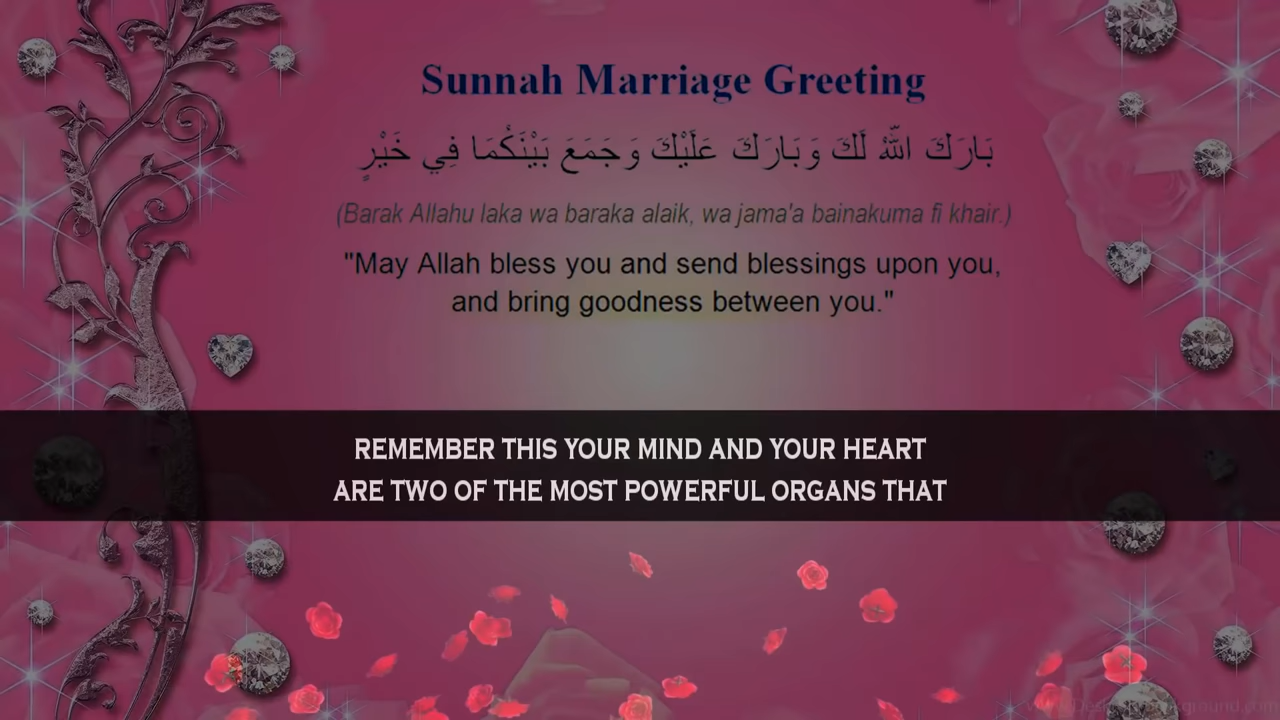 Sunnah Marriage Greeting
بَارَكَ اللَّهُ لَكَ وَبَارَكَ عَلَيْكَ وَجَمَعَ بَيْنَكُمَا فِي خَيْرٍ
(Barak Allahu laka wa baraka alaik, wa jama'a bainakuma fi khair.)
"May Allah bless you and send blessings upon you,
and bring goodness between you."
REMEMBER THIS YOUR MIND AND YOUR HEART
ARE TWO OF THE MOST POWERFUL ORGANS THAT